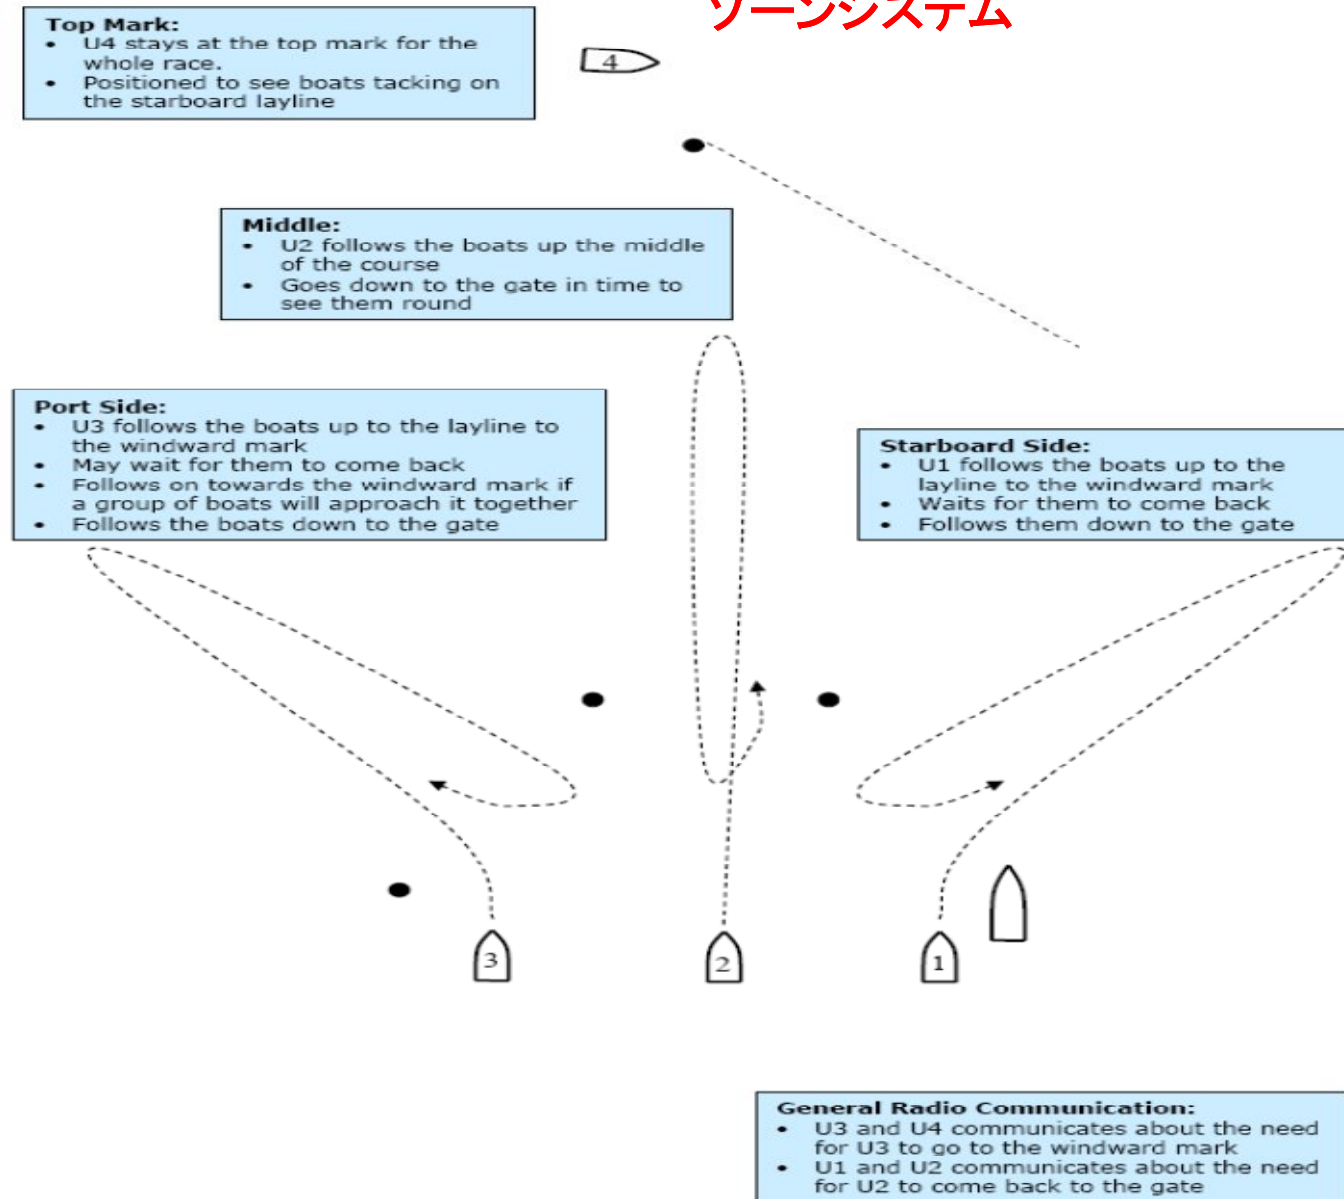 ゾーンシステム
Top Mark:
• U4 stays at the top mark for the
whole race.
• Positioned to see boats tacking on
the starboard layline
4
Middle:
• U2 follows the boats up the middle
of the course
• Goes down to the gate in time to
see them round
Port Side:
• U3 follows the boats up to the layline to
the windward mark
• May wait for them to come back
• Follows on towards the windward mark if
a group of boats will approach it together
• Follows the boats down to the gate
Starboard Side:
• U1 follows the boats up to the
layline to the windward mark
• Waits for them to come back
• Follows them down to the gate
3
2
1
General Radio Communication:
• U3 and U4 communicates about the need
for U3 to go to the windward mark
• U1 and U2 communicates about the need
for U2 to come back to the gate